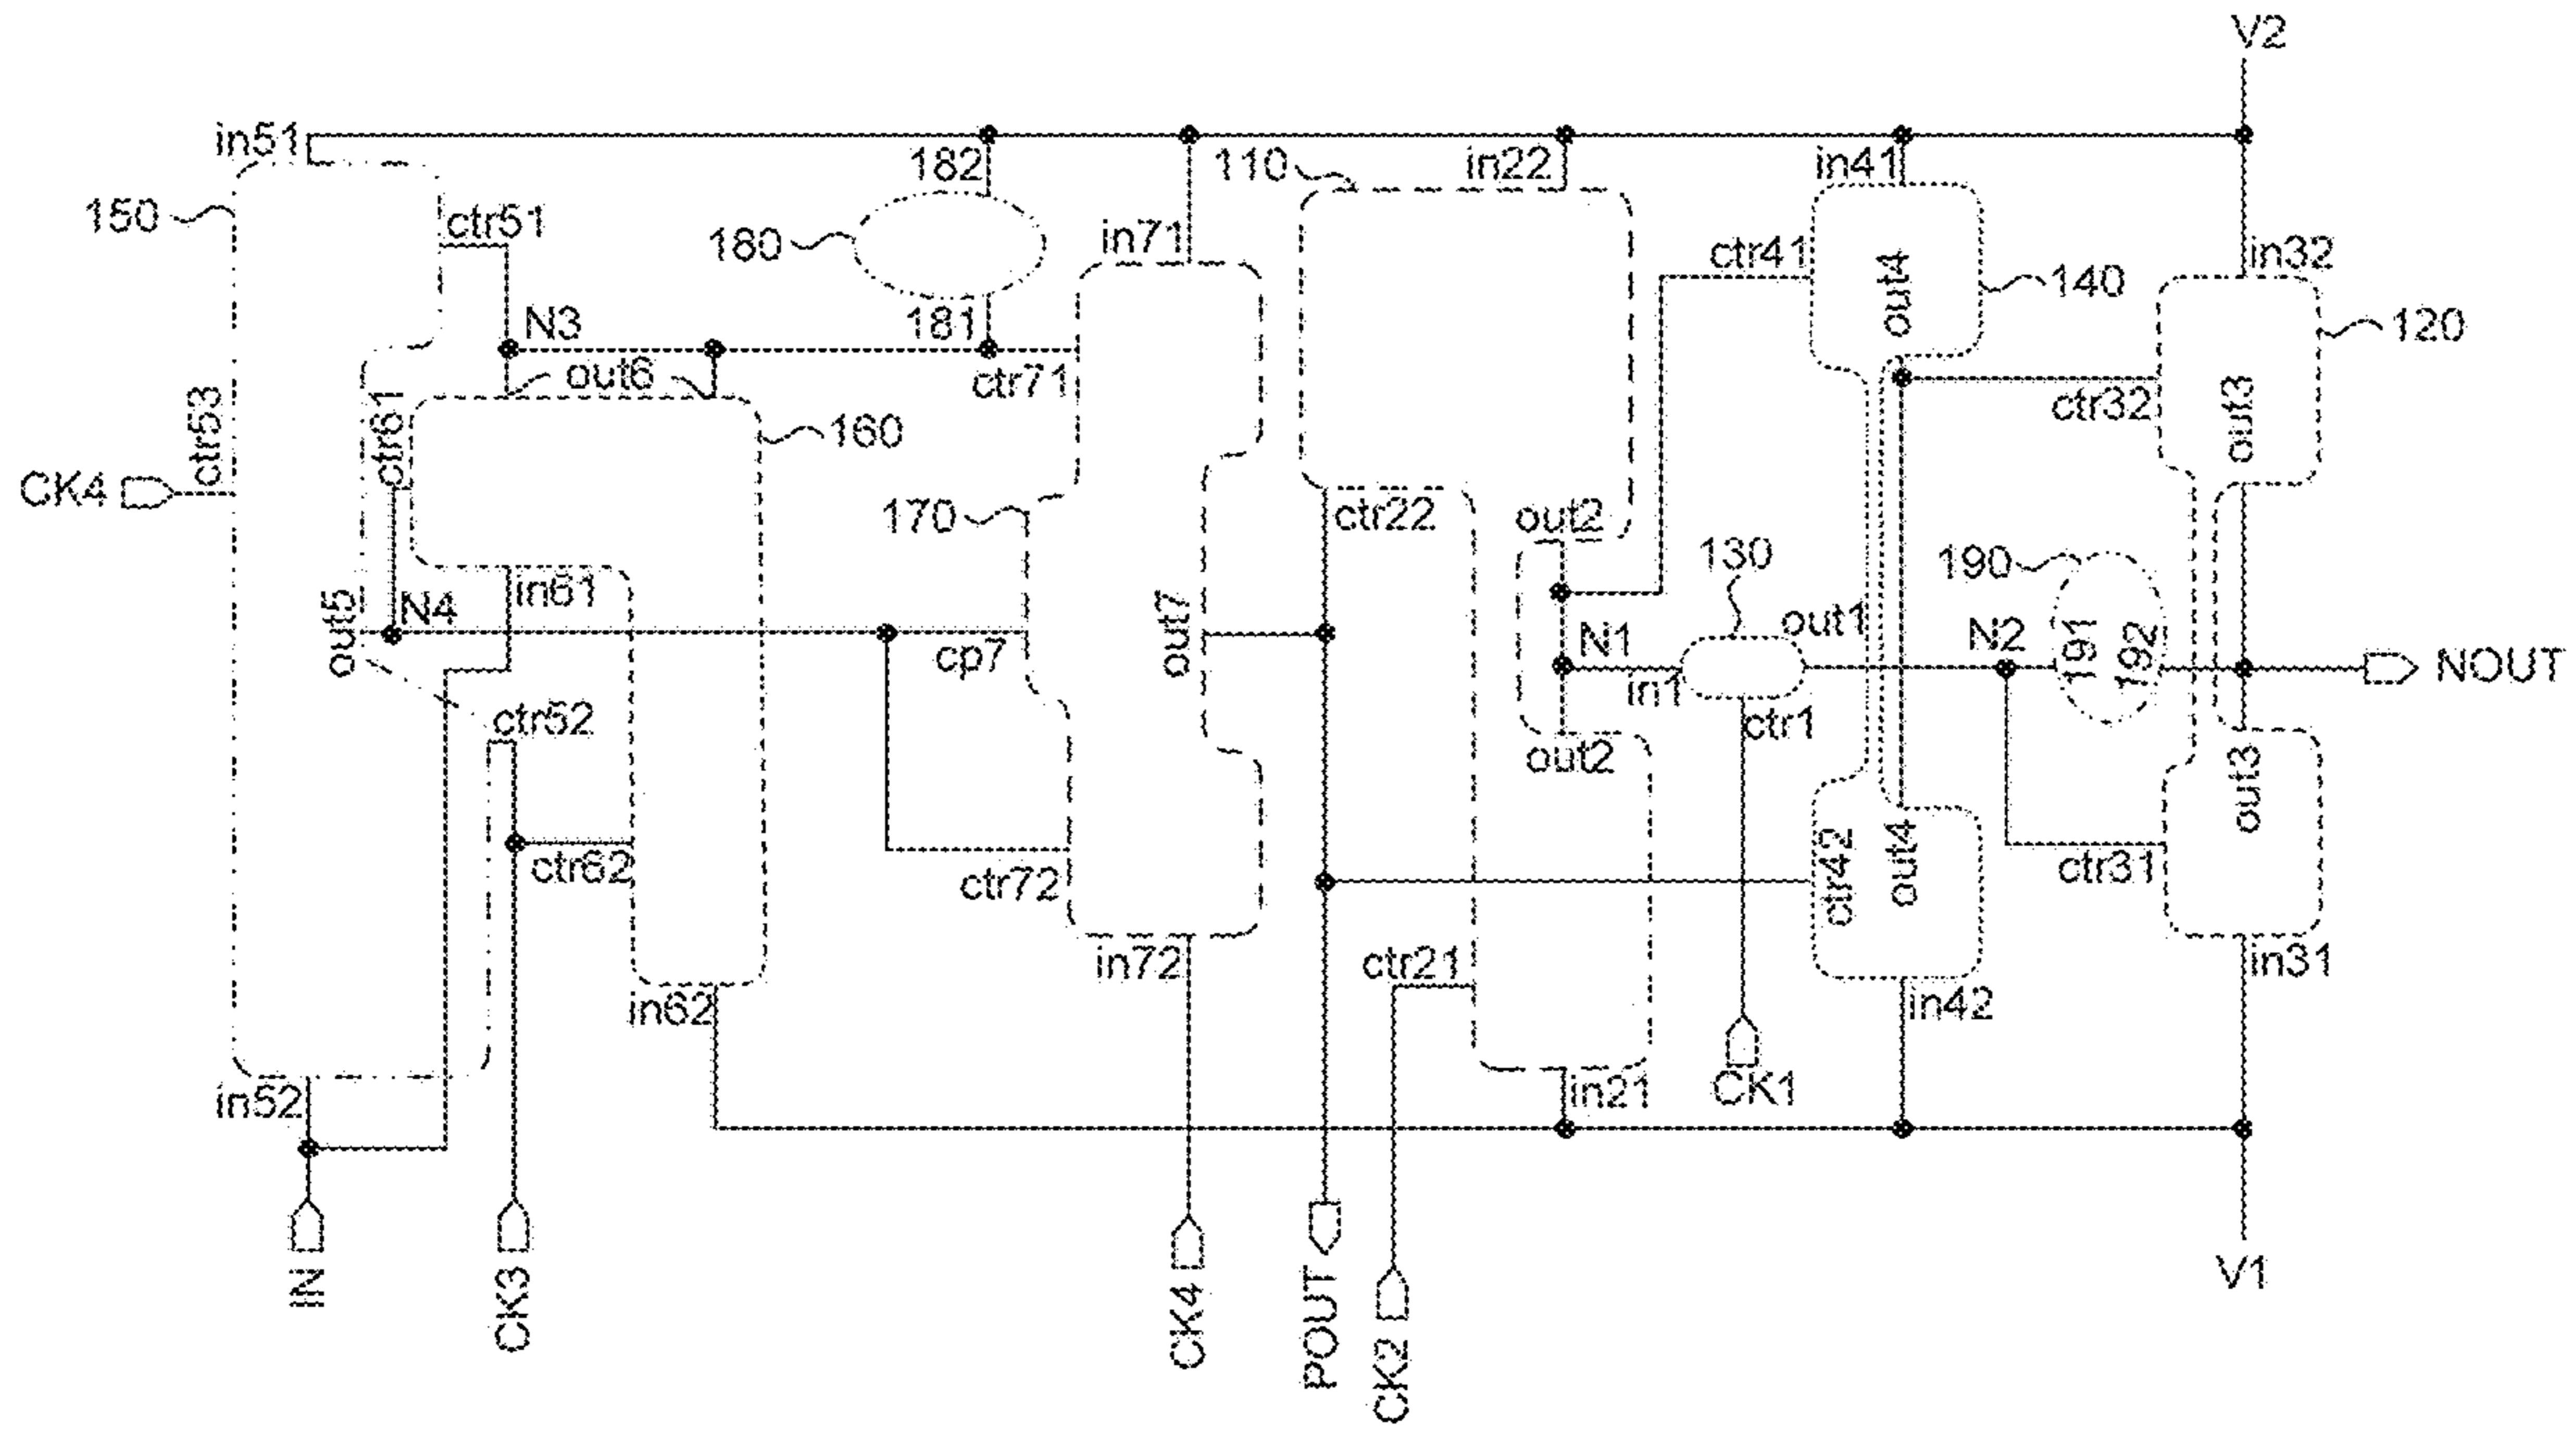 V2
in51
182
110
in22
in41
150
ctr51
180
in71
ctr41
out4
140
in32
120
N3
181
out6
ctr71
ctr32
out3
ctr53
ctr61
160
CK4
170
ctr22
out2
130
190
in61
out5
N4
cp7
out7
N1
in1
out1
N2
191
192
NOUT
ctr52
ctr1
out2
out3
ctr62
ctr72
ctr42
out4
ctr31
in62
in72
ctr21
in42
in31
in52
in21
CK1
IN
CK3
CK4
POUT
CK2
V1